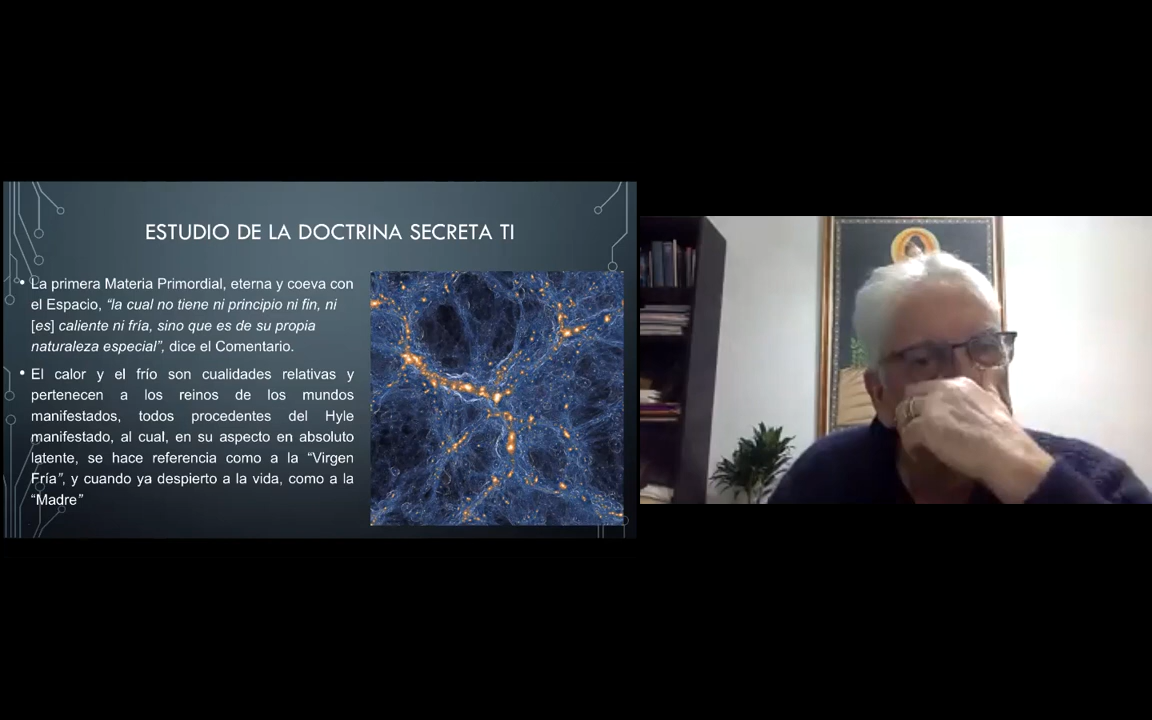 ESTUDIO DE LA DOCTRINA SECRETA TI
• La primera Materia Primordial, eterna y coeva con
el Espacio, “la cual no tiene ni principio ni fin, ni
[es] caliente ni fría, sino que es de su propia
naturaleza especial”, dice el Comentario.
• El calor y el frío son cualidades relativas y
pertenecen a los reinos de los mundos
manifestados, todos procedentes del Hyle
manifestado, al cual, en su aspecto en absoluto
latente, se hace referencia como a la “Virgen
Fría”, y cuando ya despierto a la vida, como a la
“Madre”